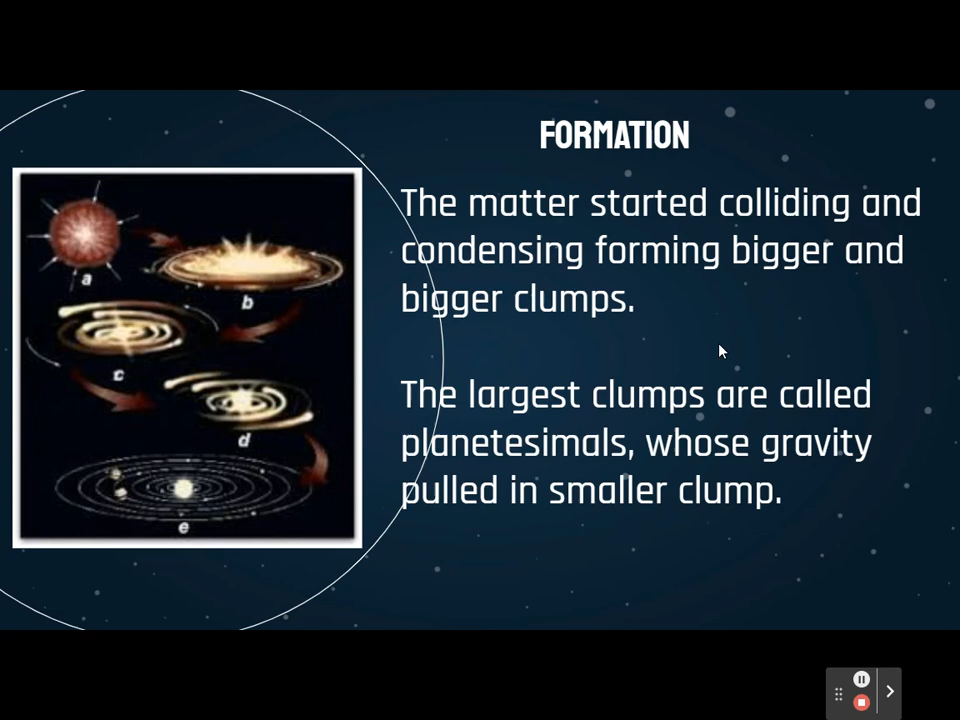 FORMATION
The matter started colliding and
condensing forming bigger and
bigger clumps.
The largest clumps are called
planetesimals, whose gravity
pulled in smaller clump.
a
b
c
d
e